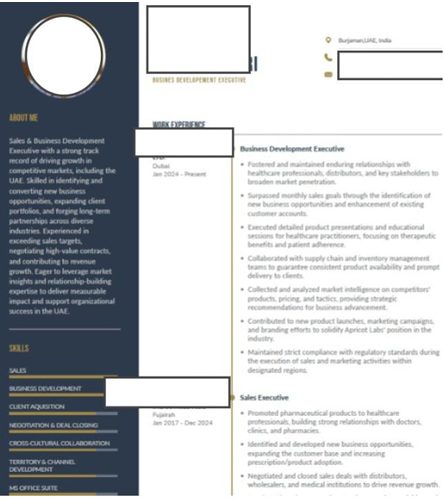 BI
BUSINES DEVELOPEMENT EXECUTIVE
Burjaman,UAE, India
ABOUT ME
Sales & Business Development
Executive with a strong track
record of driving growth in
competitive markets, including the
UAE. Skilled in identifying and
converting new business
opportunities, expanding client
portfolios, and forging long-term
partnerships across diverse
industries. Experienced in
exceeding sales targets,
negotiating high-value contracts,
and contributing to revenue
growth. Eager to leverage market
insights and relationship-building
expertise to deliver measurable
impact and support organizational
success in the UAE.
SKILLS
SALES
BUSINESS DEVELOPMENT
CLIENT AQUISITION
NEGOTIATION & DEAL CLOSING
CROSS-CULTURAL COLLABORATION
TERRITORY & CHANNEL
DEVELOPMENT
MS OFFICE SUITE
WORK EXPERIENCE
Dubai
Jan 2024 - Present
Business Development Executive
• Fostered and maintained enduring relationships with
healthcare professionals, distributors, and key stakeholders to
broaden market penetration.
• Surpassed monthly sales goals through the identification of
new business opportunities and enhancement of existing
customer accounts.
• Executed detailed product presentations and educational
sessions for healthcare practitioners, focusing on therapeutic
benefits and patient adherence.
• Collaborated with supply chain and inventory management
teams to guarantee consistent product availability and prompt
delivery to clients.
• Collected and analyzed market intelligence on competitors'
products, pricing, and tactics, providing strategic
recommendations for business advancement.
• Contributed to new product launches, marketing campaigns,
and branding efforts to solidify Apricot Labs' position in the
industry.
• Maintained strict compliance with regulatory standards during
the execution of sales and marketing activities within
designated regions.
Fujairah
Jan 2017 - Dec 2024
Sales Executive
• Promoted pharmaceutical products to healthcare
professionals, building strong relationships with doctors,
clinics, and pharmacies.
• Identified and developed new business opportunities,
expanding the customer base and increasing
prescription/product adoption.
• Negotiated and closed sales deals with distributors,
wholesalers, and medical institutions to drive revenue growth.